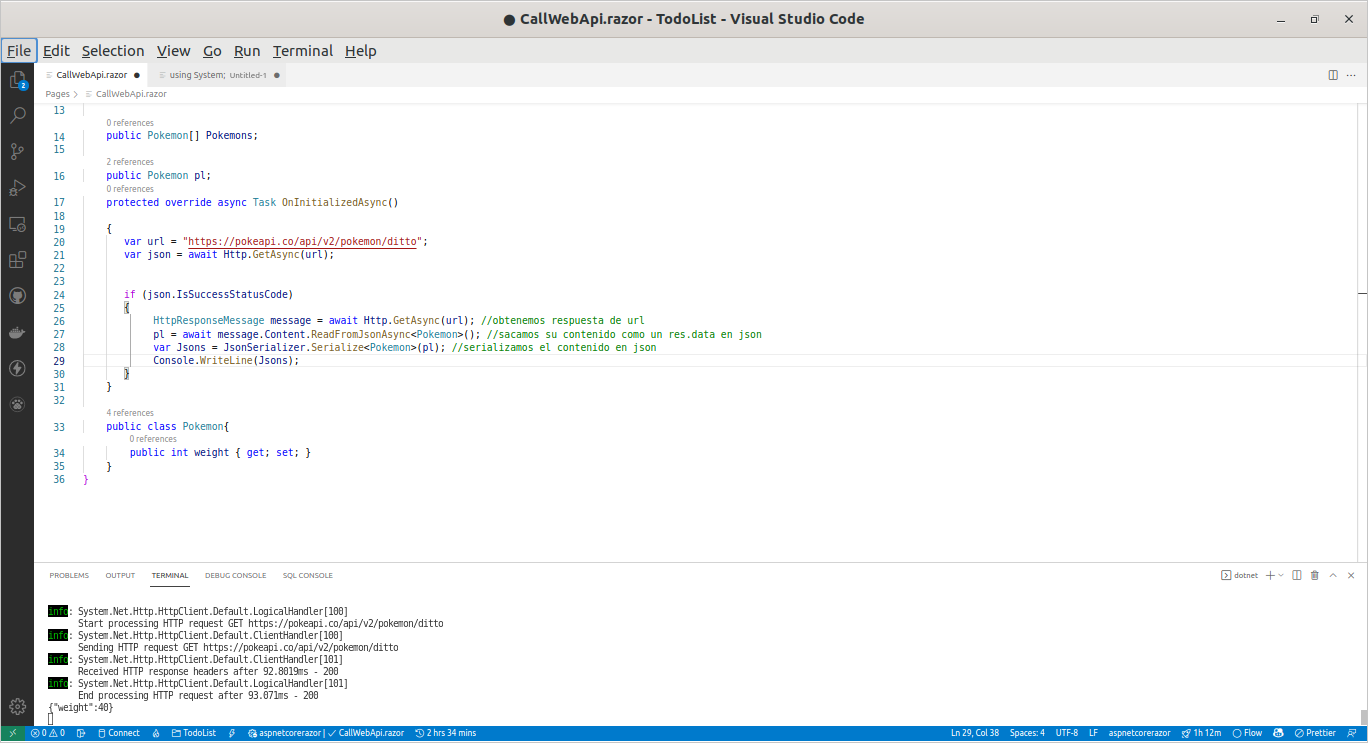 ● CallWebApi.razor - TodoList - Visual Studio Code
File Edit Selection View Go Run Terminal Help
CallWebApi.razor ● using System; Untitled-1 ●
Pages > CallWebApi.razor
13
0 references
14 public Pokemon[] Pokemons;
15
2 references
16 public Pokemon pl;
0 references
17 protected override async Task OnInitializedAsync()
18
19 {
20 var url = "https://pokeapi.co/api/v2/pokemon/ditto";
21 var json = await Http.GetAsync(url);
22
23
24 if (json.IsSuccessStatusCode)
25 {
26 HttpResponseMessage message = await Http.GetAsync(url); //obtenemos respuesta de url
27 pl = await message.Content.ReadFromJsonAsync<Pokemon>(); //sacamos su contenido como un res.data en json
28 var Jsons = JsonSerializer.Serialize<Pokemon>(pl); //serializamos el contenido en json
29 Console.WriteLine(Jsons);
30 }
31 }
32
4 references
33 public class Pokemon{
0 references
34 public int weight { get; set; }
35 }
36 }
2
PROBLEMS OUTPUT TERMINAL DEBUG CONSOLE SQL CONSOLE dotnet
info: System.Net.Http.HttpClient.Default.LogicalHandler[100]
Start processing HTTP request GET https://pokeapi.co/api/v2/pokemon/ditto
info: System.Net.Http.HttpClient.Default.ClientHandler[100]
Sending HTTP request GET https://pokeapi.co/api/v2/pokemon/ditto
info: System.Net.Http.HttpClient.Default.ClientHandler[101]
Received HTTP response headers after 92.8019ms - 200
info: System.Net.Http.HttpClient.Default.LogicalHandler[101]
End processing HTTP request after 93.071ms - 200
{"weight":40}
0 0 Connect TodoList aspnetcorerazor | ✓ CallWebApi.razor 2 hrs 34 mins Ln 29, Col 38 Spaces: 4 UTF-8 LF aspnetcorerazor 1h 12m Flow Prettier